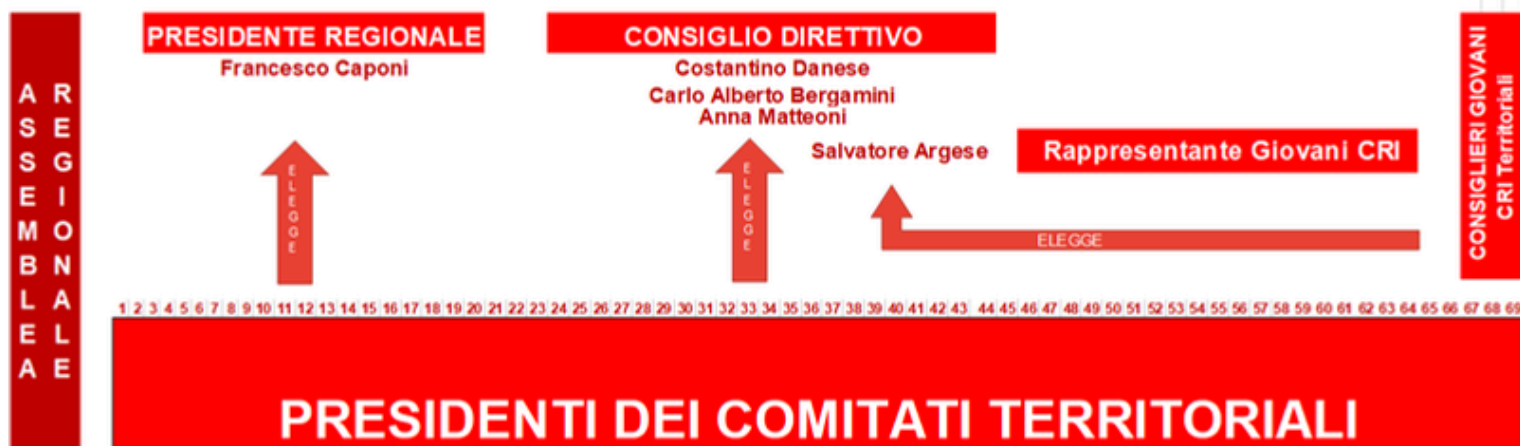 ASSEMBLEA
REGIONALE
PRESIDENTE REGIONALE
Francesco Caponi
ELEGGE
CONSIGLIO DIRETTIVO
Costantino Danese
Carlo Alberto Bergamini
Anna Matteoni
Salvatore Argese
ELEGGE
Rappresentante Giovani CRI
ELEGGE
CONSIGLIERI GIOVANI
CRI Territoriali
1 2 3 4 5 6 7 8 9 10 11 12 13 14 15 16 17 18 19 20 21 22 23 24 25 26 27 28 29 30 31 32 33 34 35 36 37 38 39 40 41 42 43 44 45 46 47 48 49 50 51 52 53 54 55 56 57 58 59 60 61 62 63 64 65 66 67 68 69
PRESIDENTI DEI COMITATI TERRITORIALI